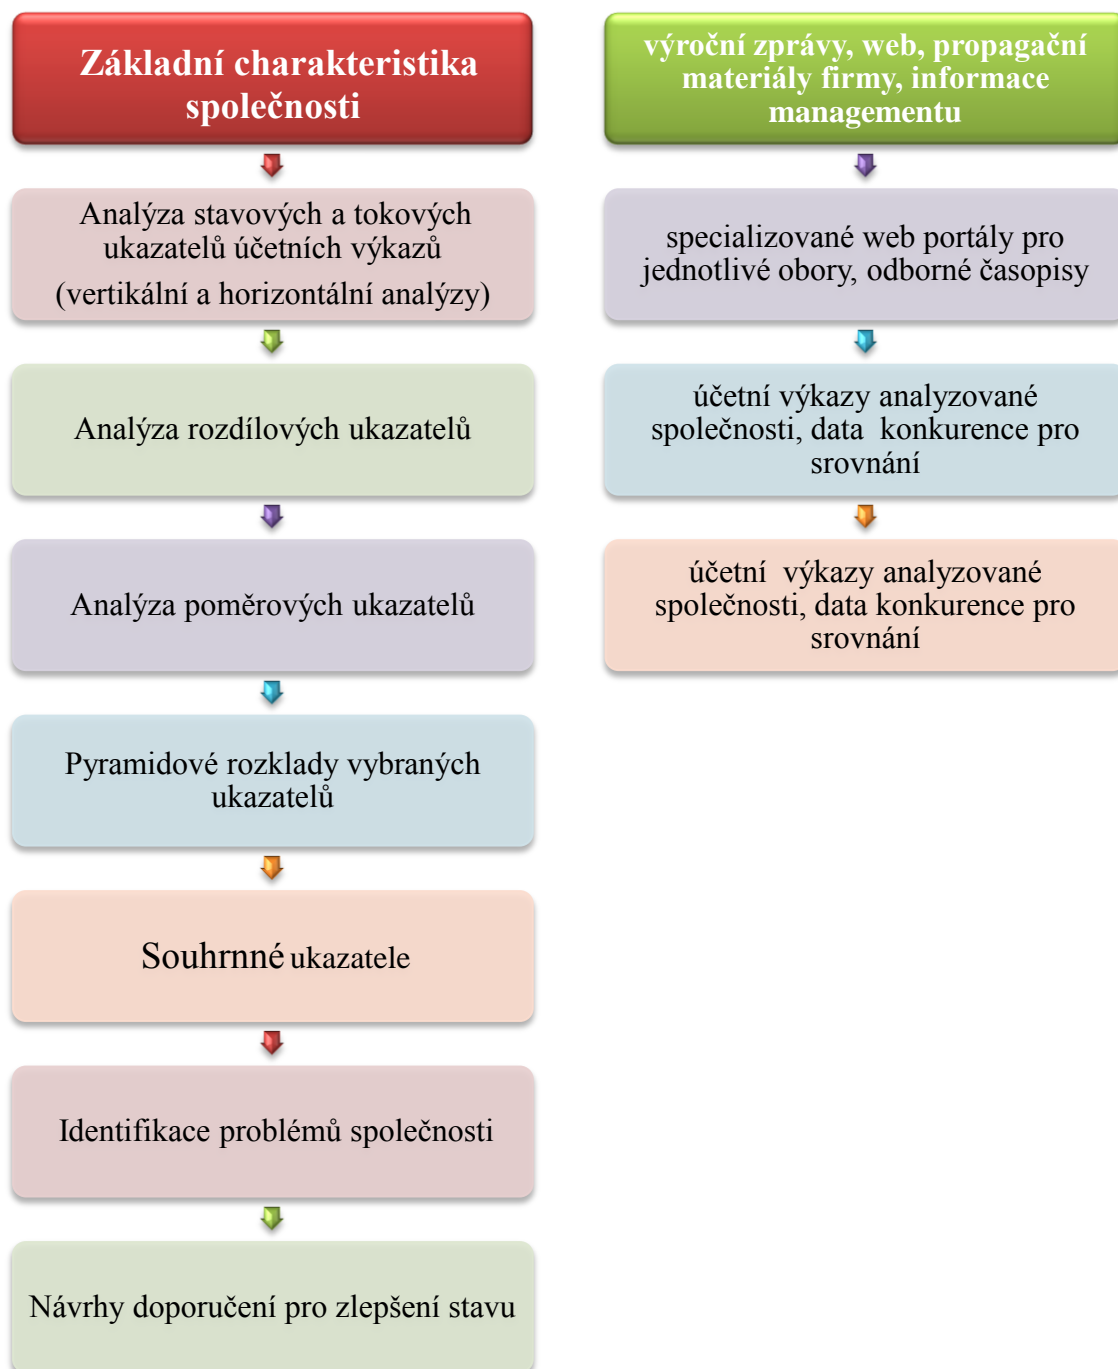 Základní charakteristika
společnosti
Analýza stavových a tokových
ukazatelů účetních výkazů
(vertikální a horizontální analýzy)
Analýza rozdílových ukazatelů
Analýza poměrových ukazatelů
Pyramidové rozklady vybraných
ukazatelů
Souhrnné ukazatele
Identifikace problémů společnosti
Návrhy doporučení pro zlepšení stavu
výroční zprávy, web, propagační
materiály firmy, informace
managementu
specializované web portály pro
jednotlivé obory, odborné časopisy
účetní výkazy analyzované
společnosti, data konkurence pro
srovnání
účetní výkazy analyzované
společnosti, data konkurence pro
srovnání